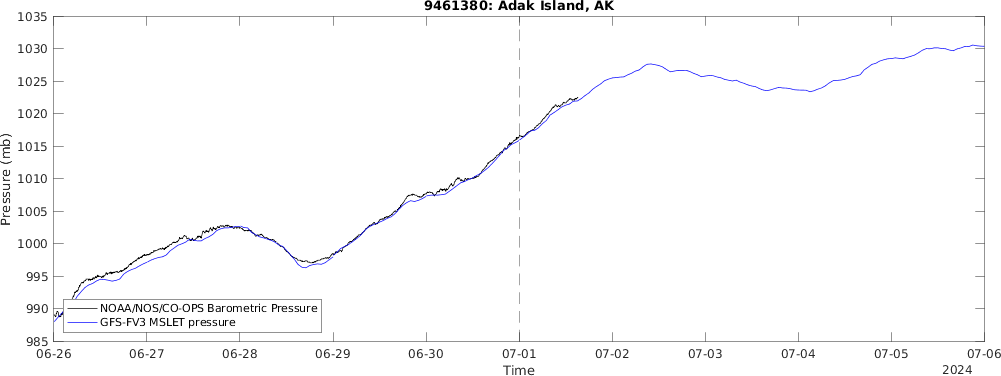 9461380: Adak Island, AK
1035
1030
1025
1020
1015
1010
1005
1000
995
990
985
Pressure (mb)
NOAA/NOS/CO-OPS Barometric Pressure
GFS-FV3 MSLET pressure
06-26 06-27 06-28 06-29 06-30 07-01 07-02 07-03 07-04 07-05 07-06
Time
2024